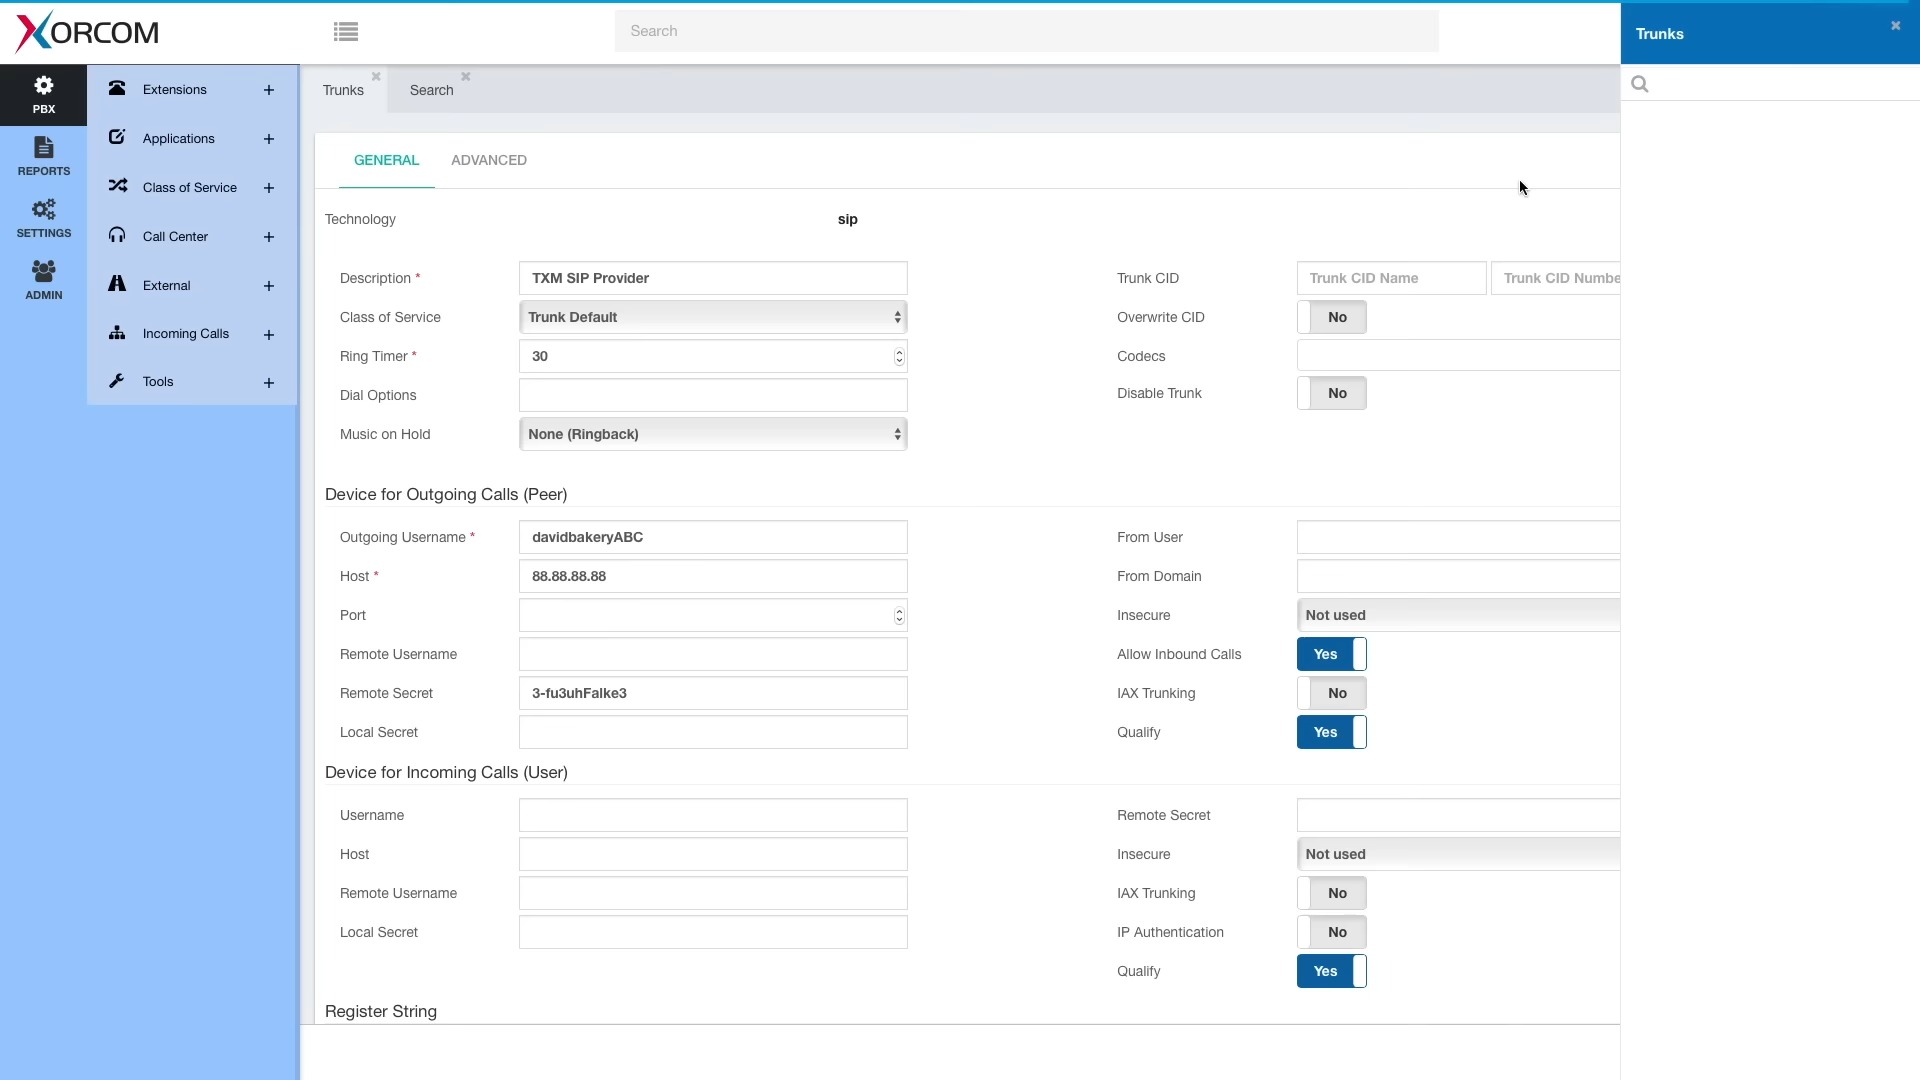 XORCOM
Search
Trunks
PBX
REPORTS
SETTINGS
ADMIN
Extensions
Applications
Class of Service
Call Center
External
Incoming Calls
Tools
Trunks
Search
GENERAL
ADVANCED
Technology
sip
Description *
TXM SIP Provider
Trunk CID
Trunk CID Name
Trunk CID Numbe
Class of Service
Trunk Default
Overwrite CID
No
Ring Timer *
30
Codecs
Dial Options
Disable Trunk
No
Music on Hold
None (Ringback)
Device for Outgoing Calls (Peer)
Outgoing Username *
davidbakeryABC
From User
Host *
88.88.88.88
From Domain
Port
Insecure
Not used
Remote Username
Allow Inbound Calls
Yes
Remote Secret
3-fu3uhFalke3
IAX Trunking
No
Local Secret
Qualify
Yes
Device for Incoming Calls (User)
Username
Remote Secret
Host
Insecure
Not used
Remote Username
IAX Trunking
No
Local Secret
IP Authentication
No
Qualify
Yes
Register String